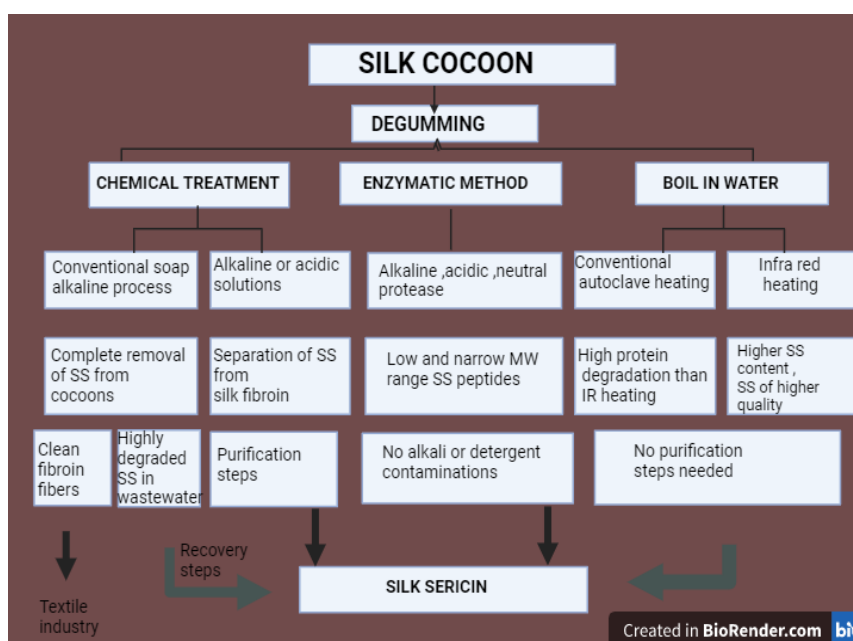 SILK COCOON
DEGUMMING
CHEMICAL TREATMENT
ENZYMATIC METHOD
BOIL IN WATER
Conventional soap
alkaline process
Alkaline or acidic
solutions
Alkaline ,acidic ,neutral
protease
Conventional
autoclave heating
Infra red
heating
Complete removal
of SS from
cocoons
Separation of SS
from
silk fibroin
Low and narrow MW
range SS peptides
High protein
degradation than
IR heating
Higher SS
content ,
SS of higher
quality
Clean
fibroin
fibers
Highly
degraded
SS in
wastewater
Purification
steps
No alkali or detergent
contaminations
No purification
steps needed
Recovery
steps
SILK SERICIN
Textile
industry
Created in BioRender.com